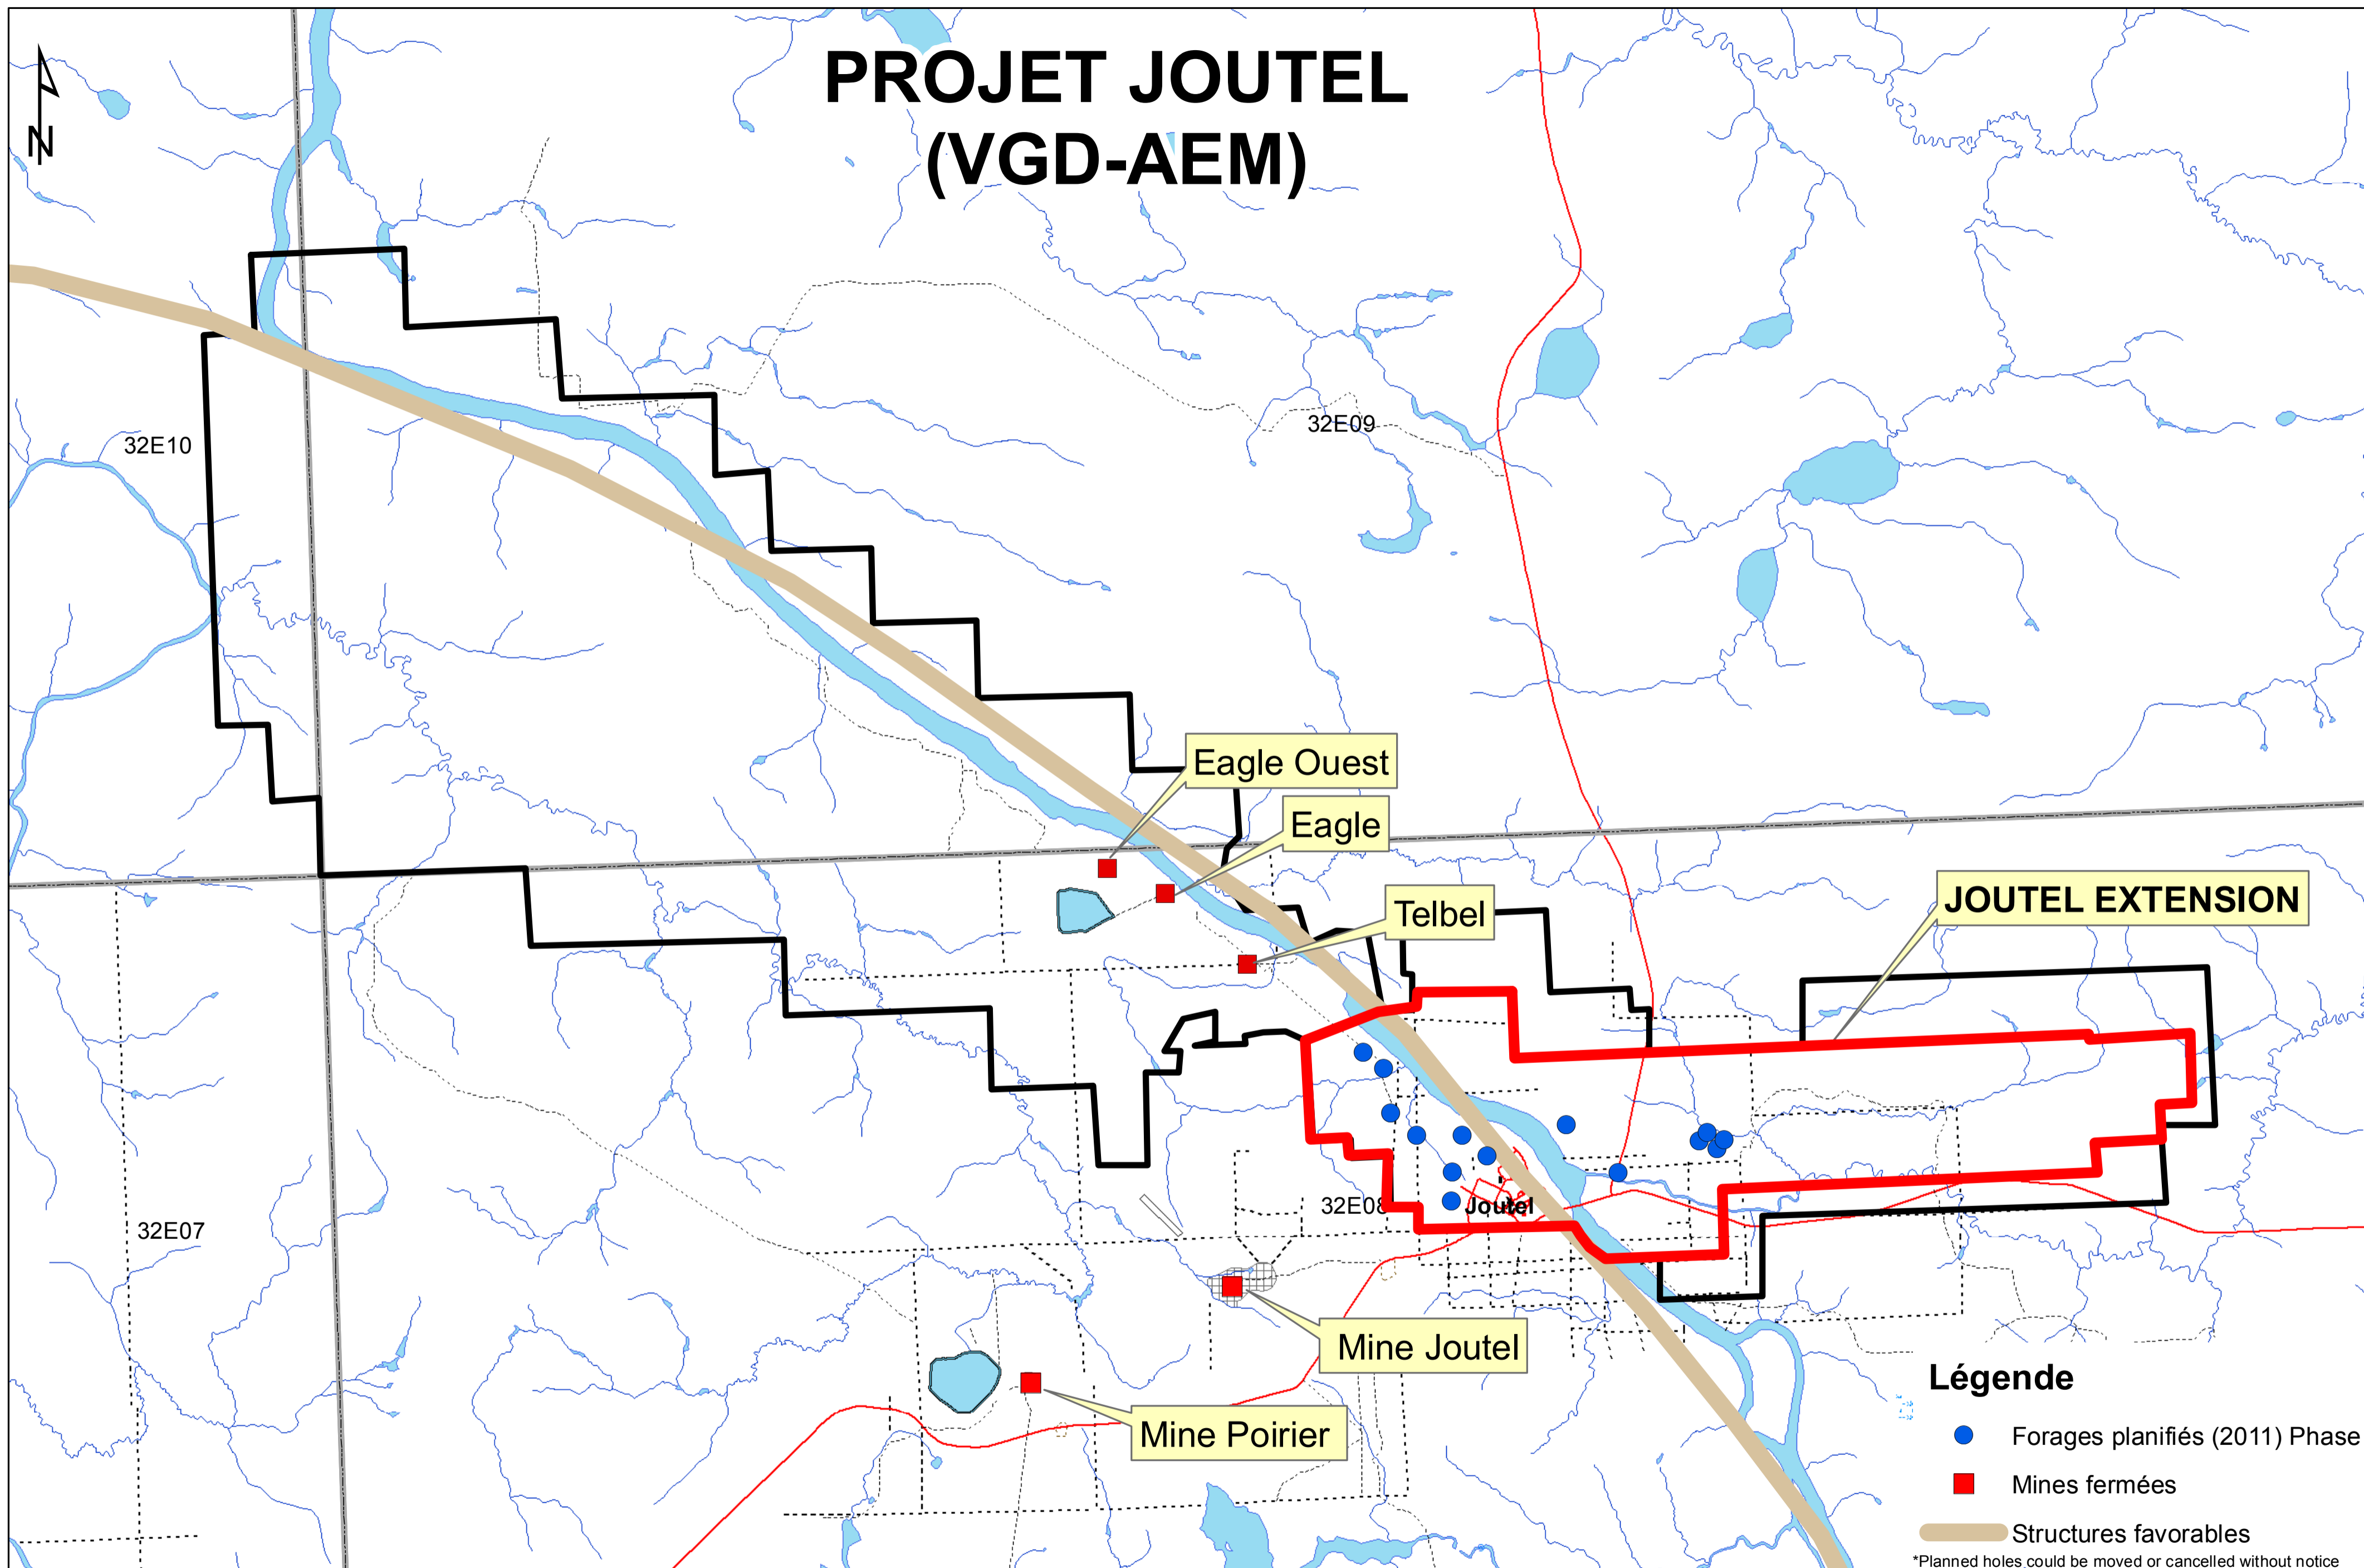 PROJET JOUTEL
(VGD-AEM)
N
32E10
32E09
Eagle Ouest
Eagle
Telbel
JOUTEL EXTENSION
32E08
Joutel
32E07
Mine Joutel
Mine Poirier
Légende
Forages planifiés (2011) Phase
Mines fermées
Structures favorables
*Planned holes could be moved or cancelled without notice